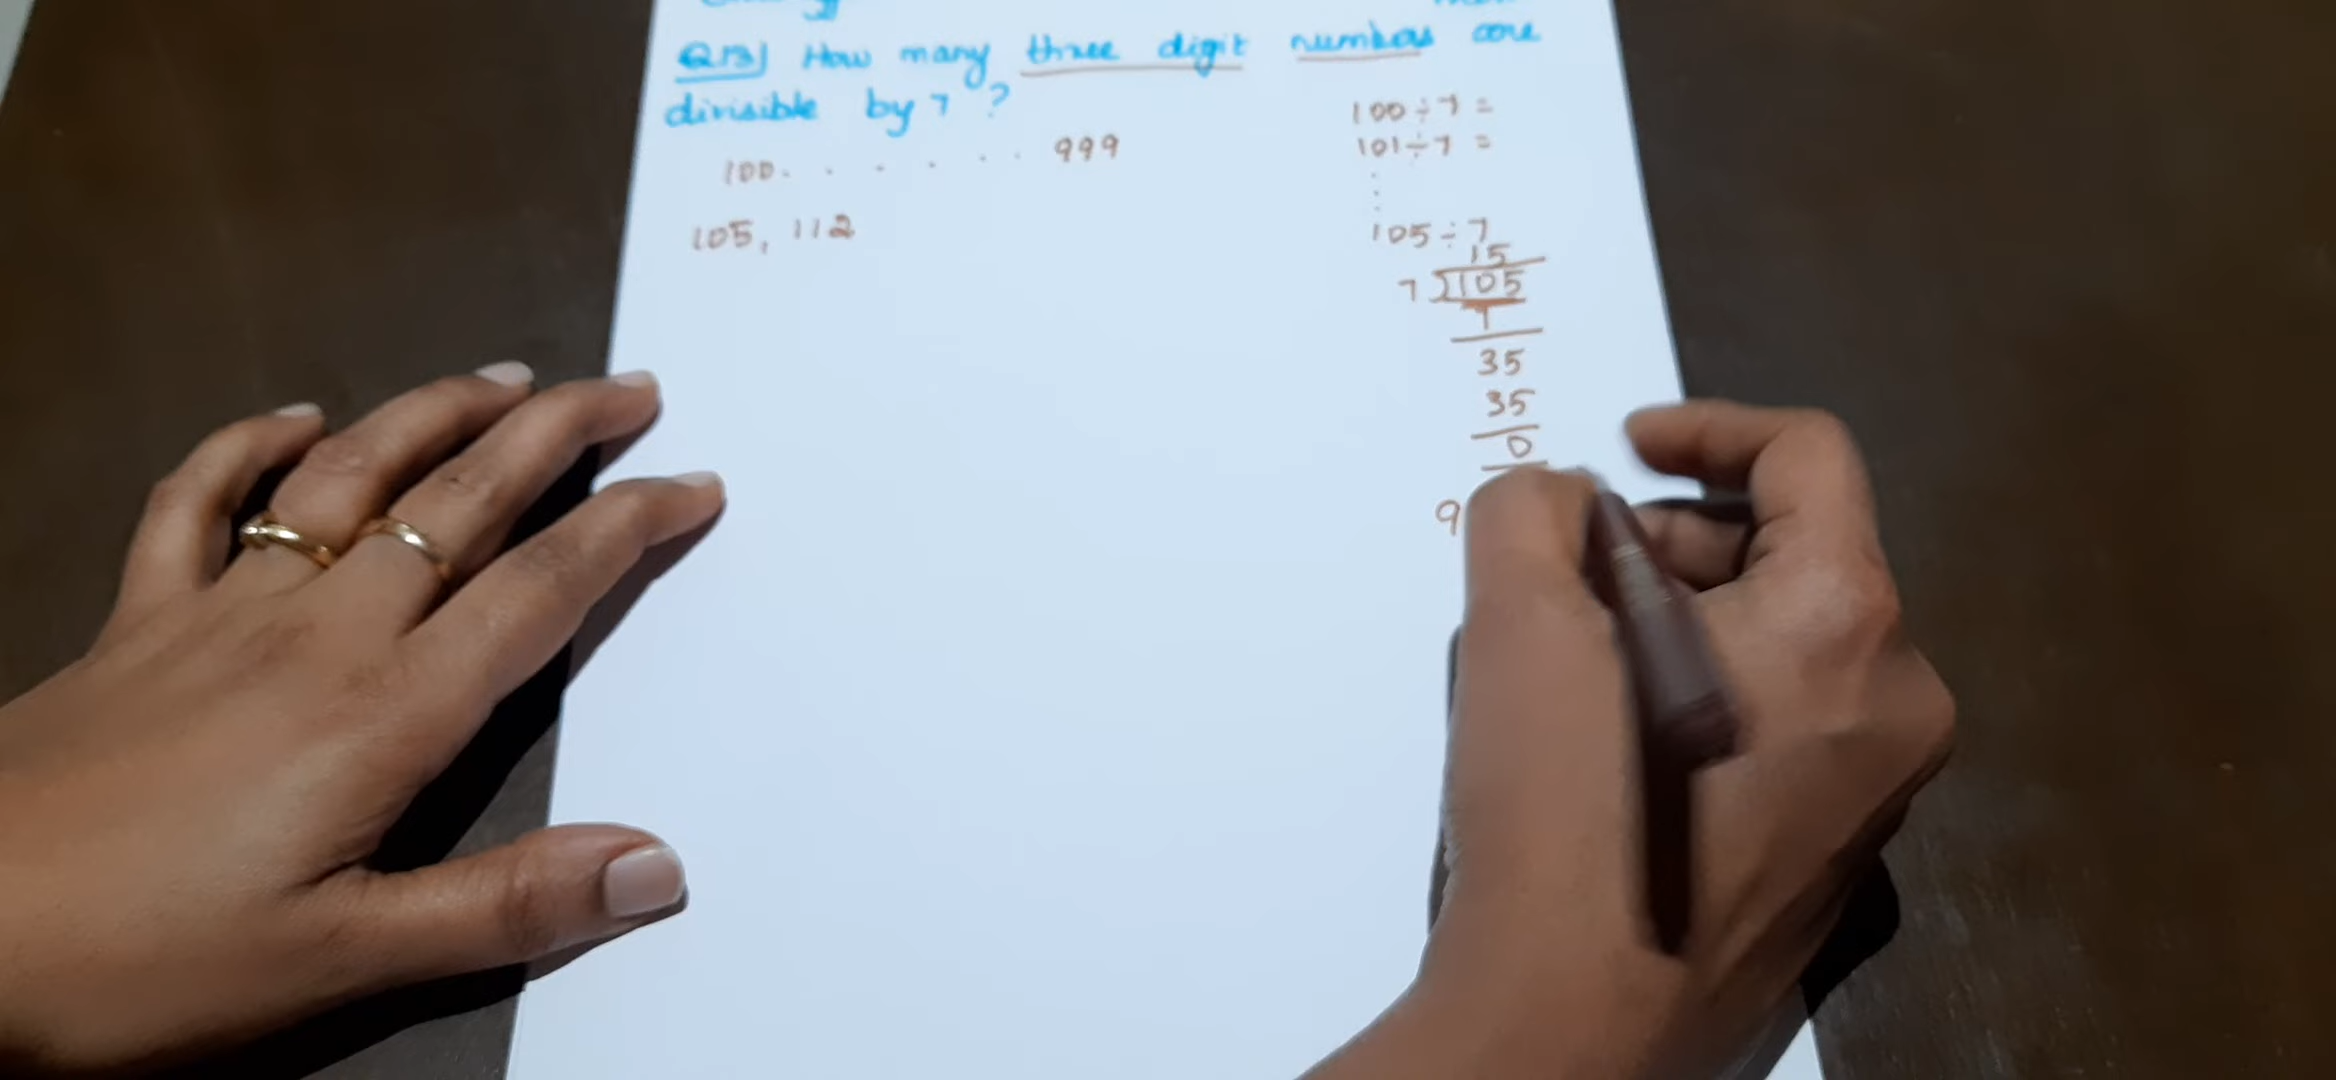 Q13) How many three digit numbers are
divisible by 7 ?
100 . . . . . . 999
105, 112
100 ÷ 7 =
101 ÷ 7 =
105 ÷ 7
15
7 ) 105
7
35
35
0
9